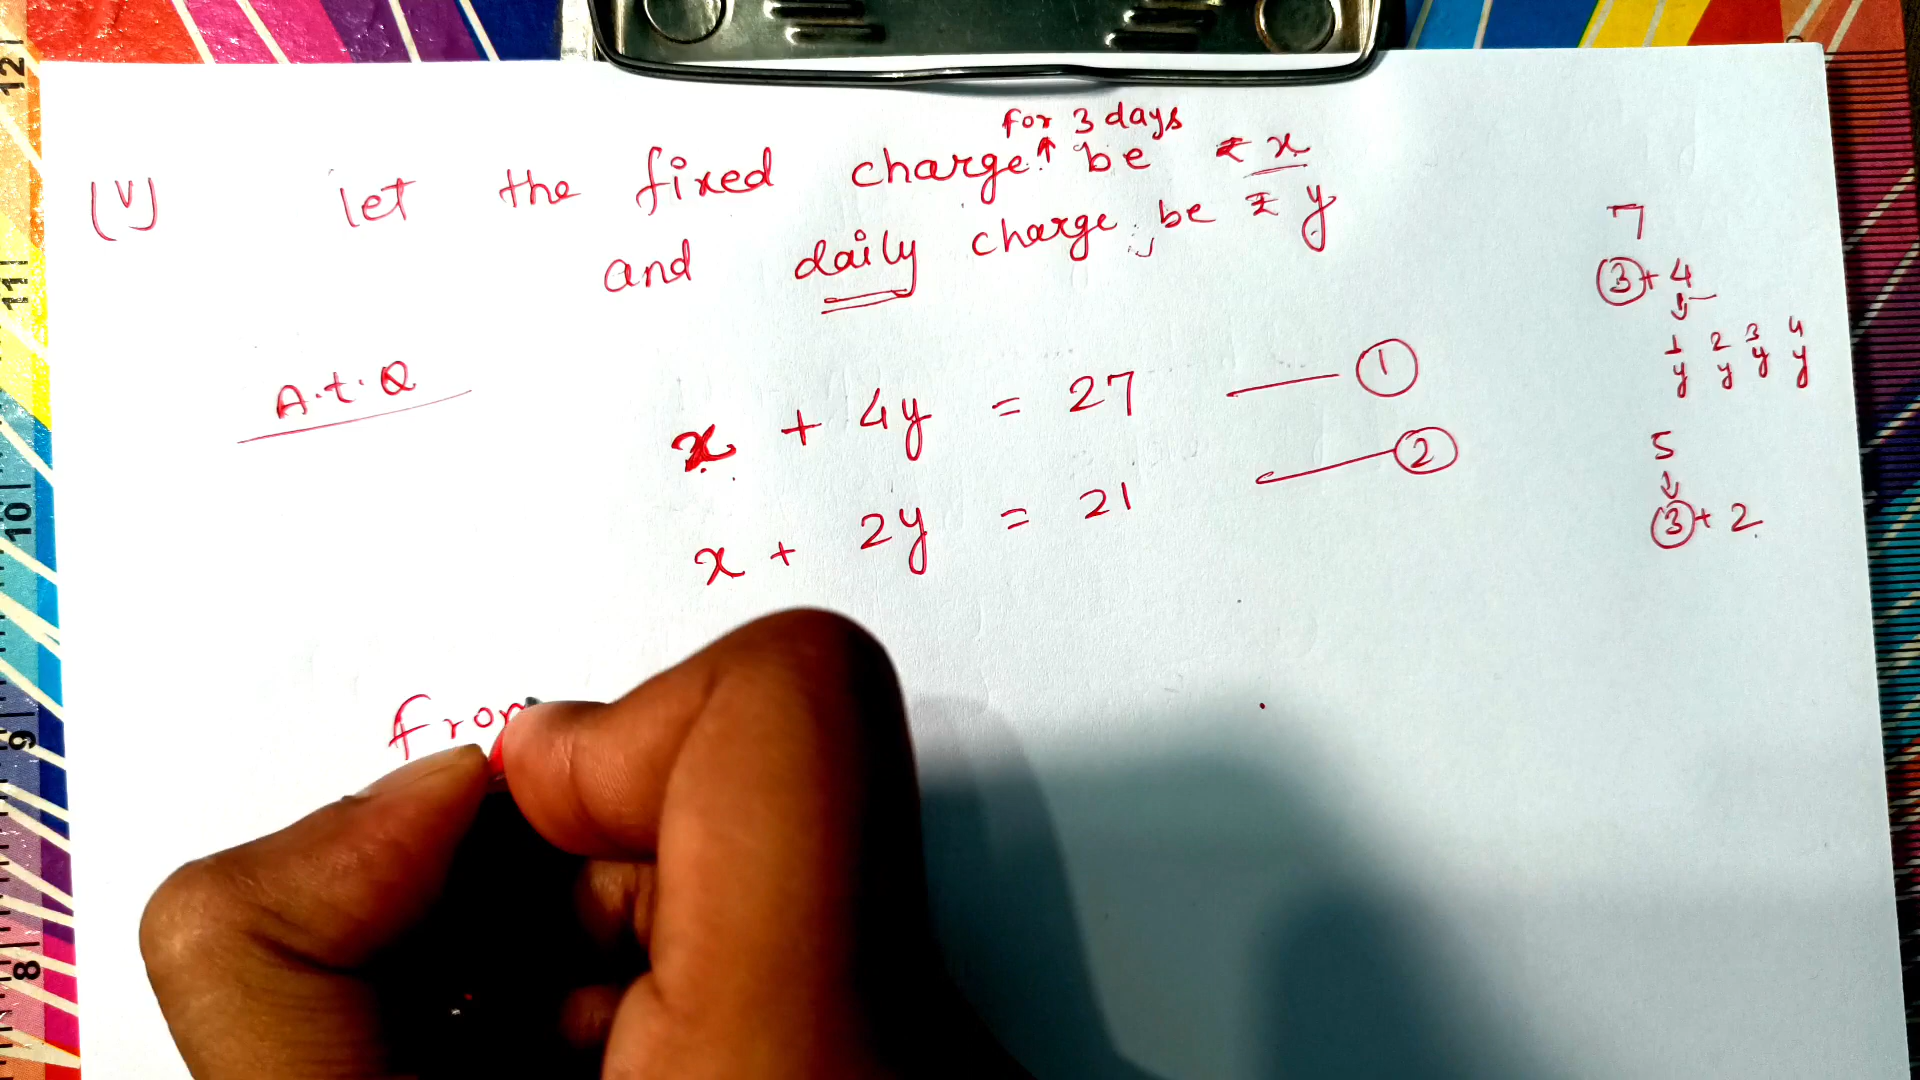 for 3 days
(V) let the fixed charge ↑ be ₹ x
and daily charge be ₹ y
A.t.Q
x + 4y = 27 — ①
x + 2y = 21 — ②
from
7
③ + 4
↓
1 2 3 4
y y y y
5
↓
③ + 2
12
11
10
9
8